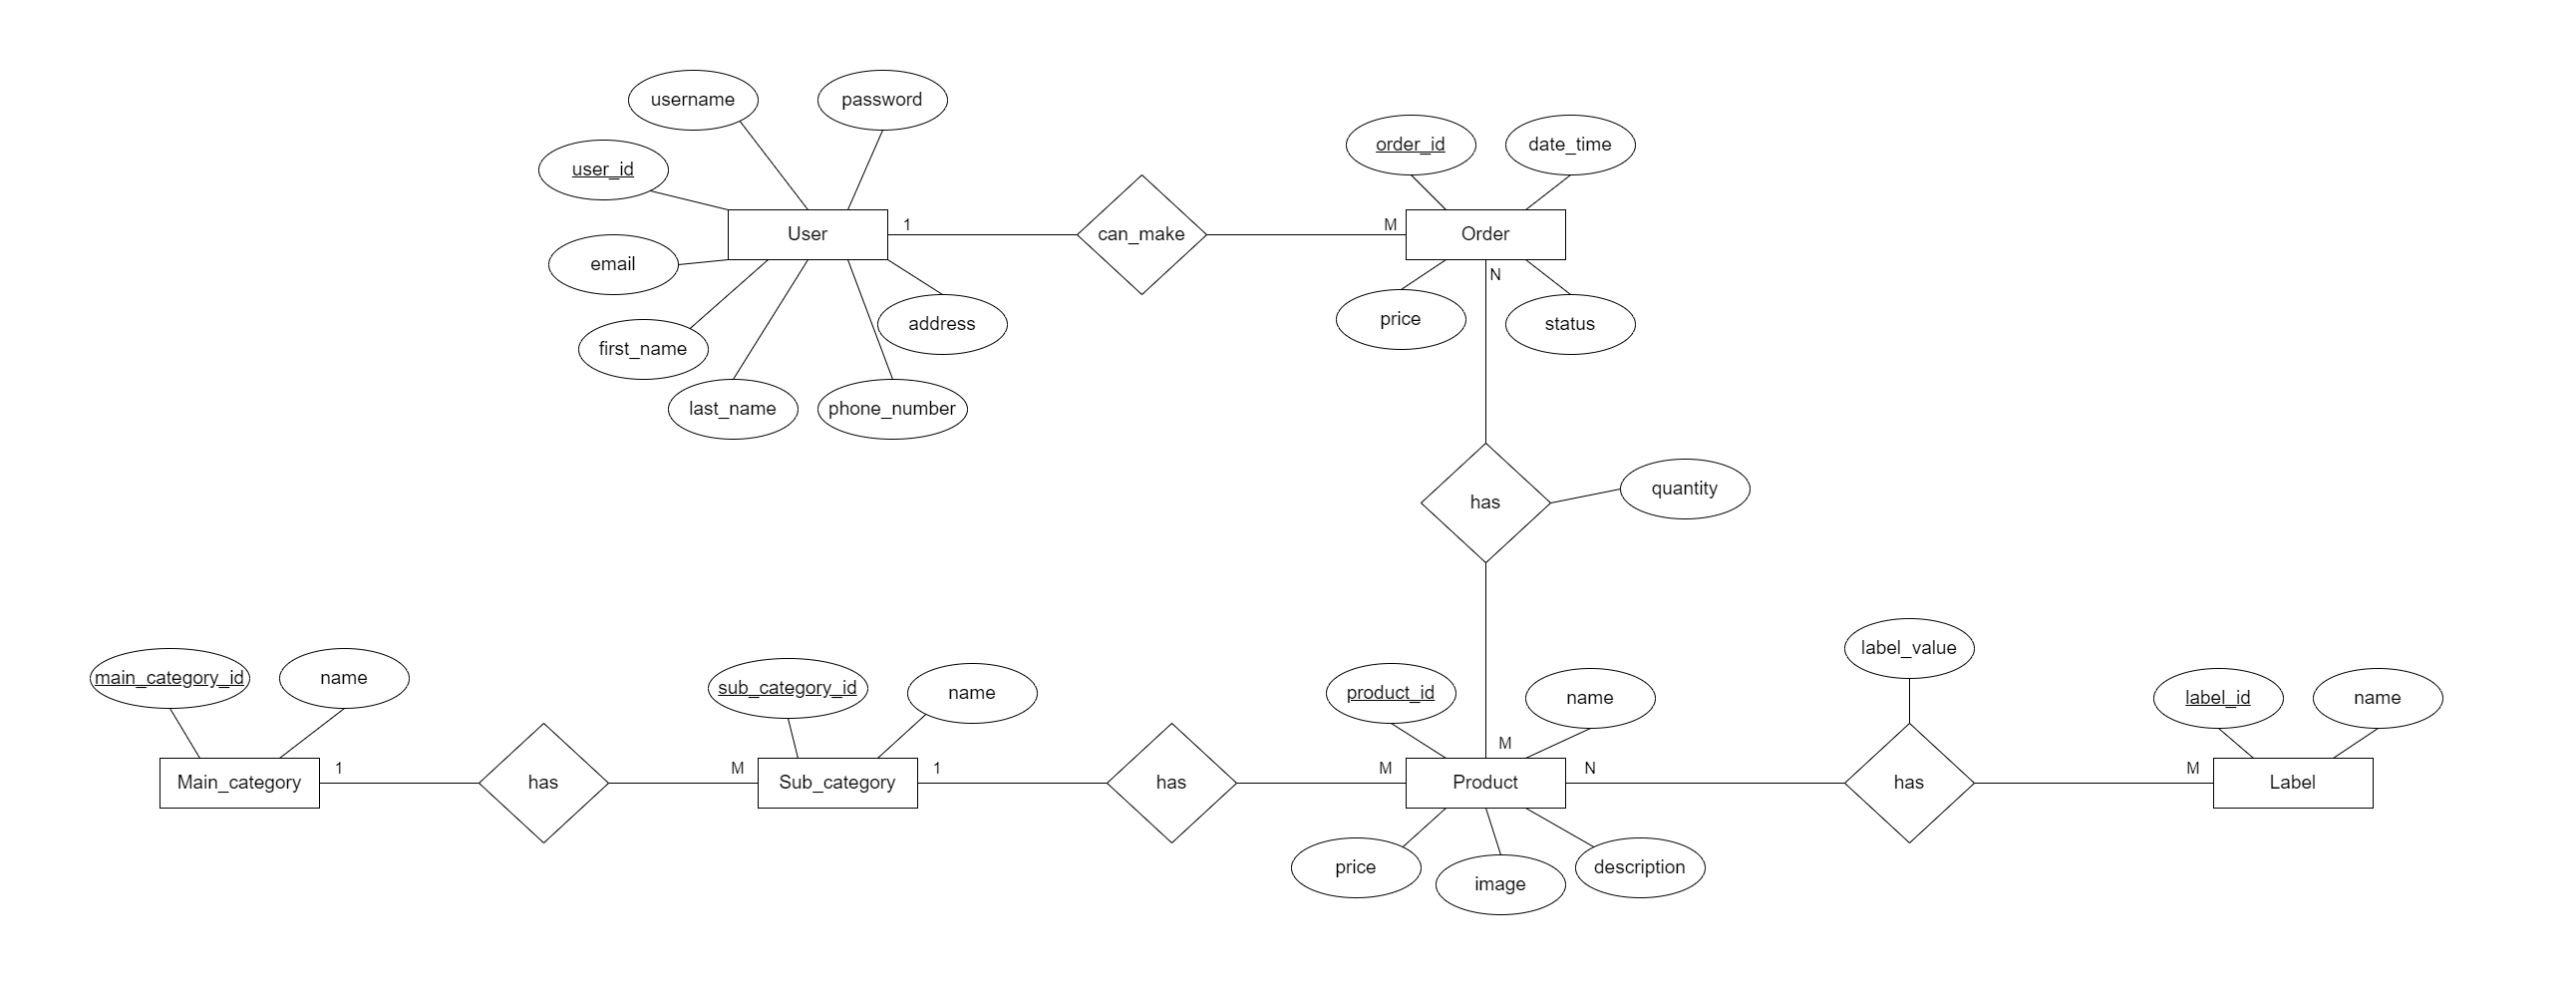 username
password
user_id
order_id
date_time
User
1
can_make
M
Order
email
N
first_name
address
price
status
last_name
phone_number
has
quantity
label_value
main_category_id
name
sub_category_id
name
product_id
name
label_id
name
M
Main_category
1
has
M
Sub_category
1
has
M
Product
N
has
M
Label
price
image
description